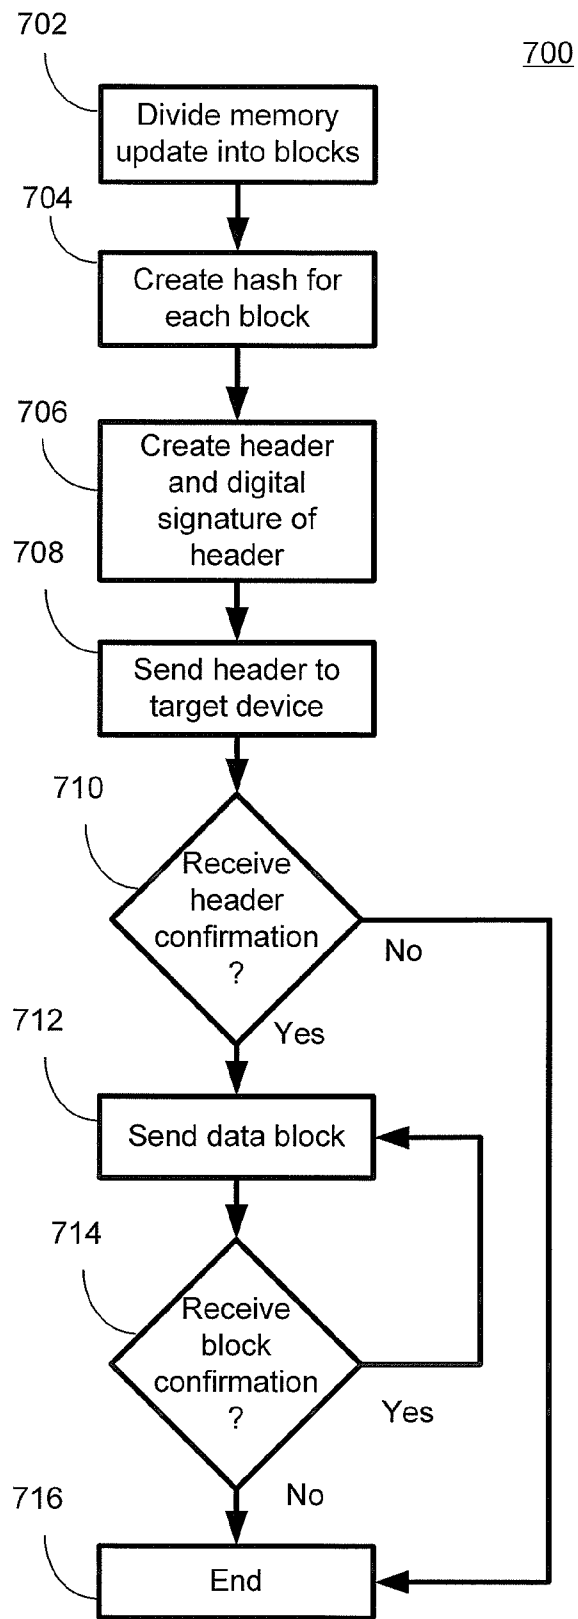 702
700
Divide memory
update into blocks
704
Create hash for
each block
706
Create header
and digital
signature of
header
708
Send header to
target device
710
Receive
header
confirmation
?
No
Yes
712
Send data block
714
Receive
block
confirmation
?
Yes
No
716
End